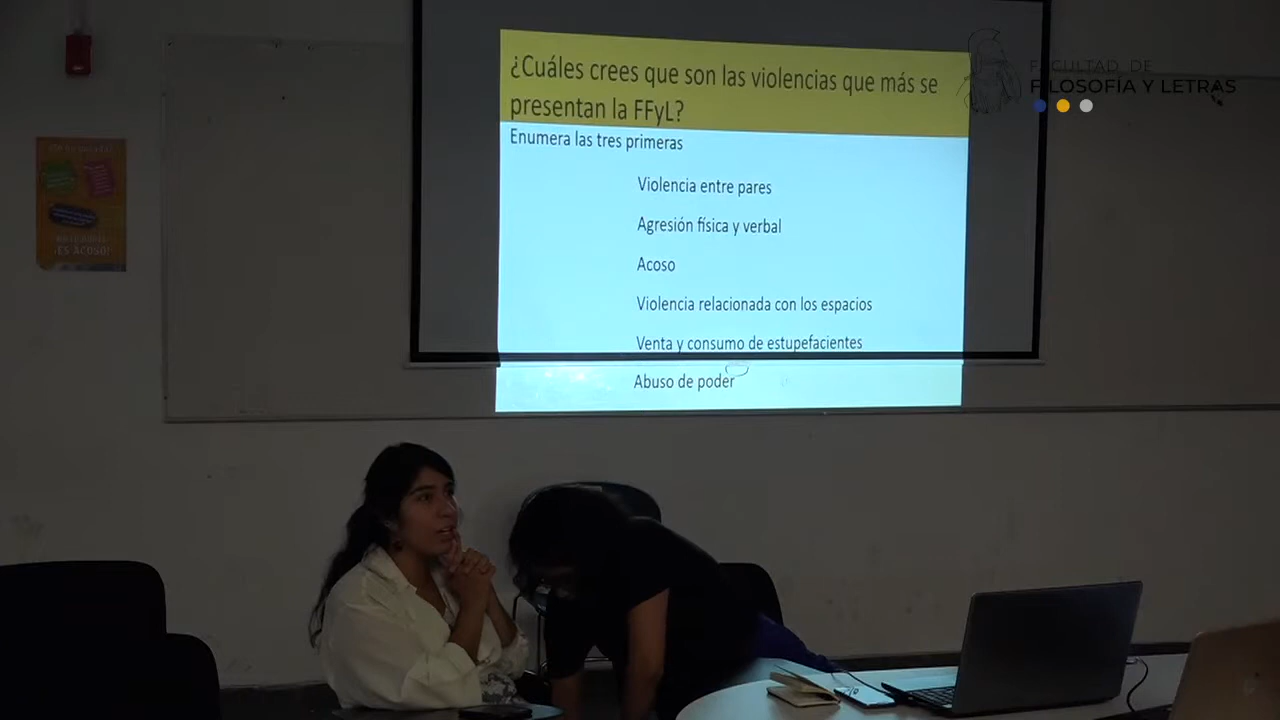 ¿Cuáles crees que son las violencias que más se
presentan la FFyL?
Enumera las tres primeras
Violencia entre pares
Agresión física y verbal
Acoso
Violencia relacionada con los espacios
Venta y consumo de estupefacientes
Abuso de poder
FACULTAD DE
FILOSOFÍA Y LETRAS
¡ES ACOSO!